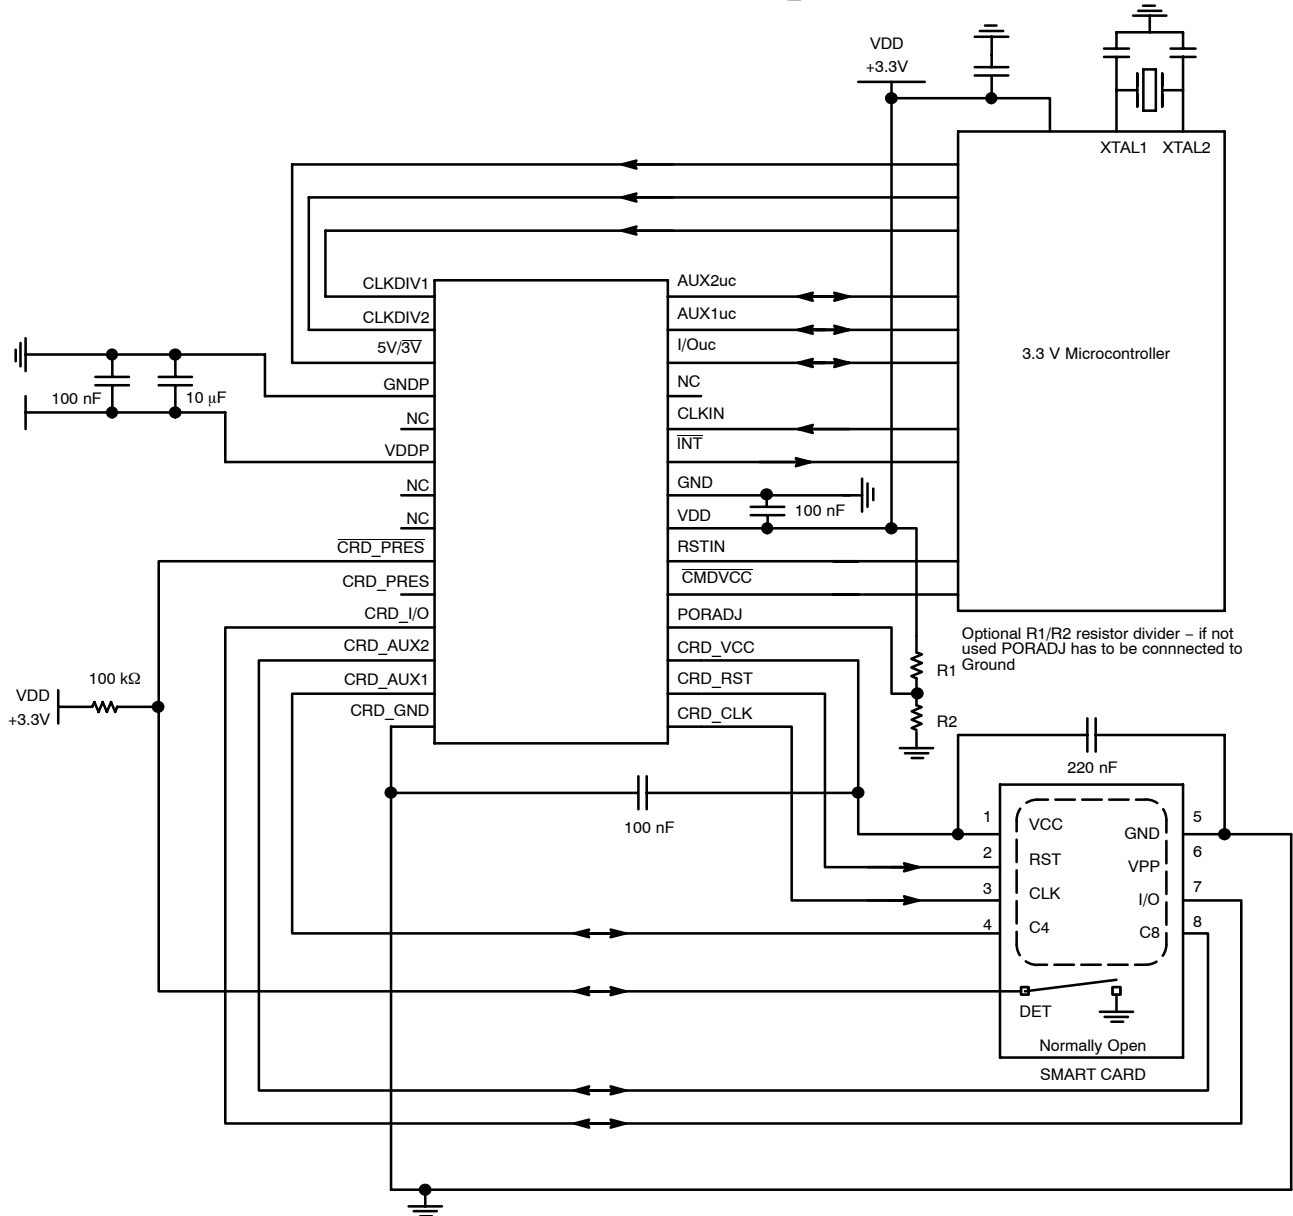 VDD
+3.3V
XTAL1 XTAL2
CLKDIV1
CLKDIV2
5V/3V
GNDP
NC
VDDP
NC
NC
CRD_PRES
CRD_PRES
CRD_I/O
CRD_AUX2
CRD_AUX1
CRD_GND
AUX2uc
AUX1uc
I/Ouc
NC
CLKIN
INT
GND
VDD
RSTIN
CMDVCC
PORADJ
CRD_VCC
CRD_RST
CRD_CLK
3.3 V Microcontroller
100 nF
10 μF
100 nF
Optional R1/R2 resistor divider – if not
used PORADJ has to be connnected to
Ground
R1
R2
100 kΩ
VDD
+3.3V
220 nF
100 nF
1
2
3
4
VCC
RST
CLK
C4
GND
VPP
I/O
C8
5
6
7
8
DET
Normally Open
SMART CARD